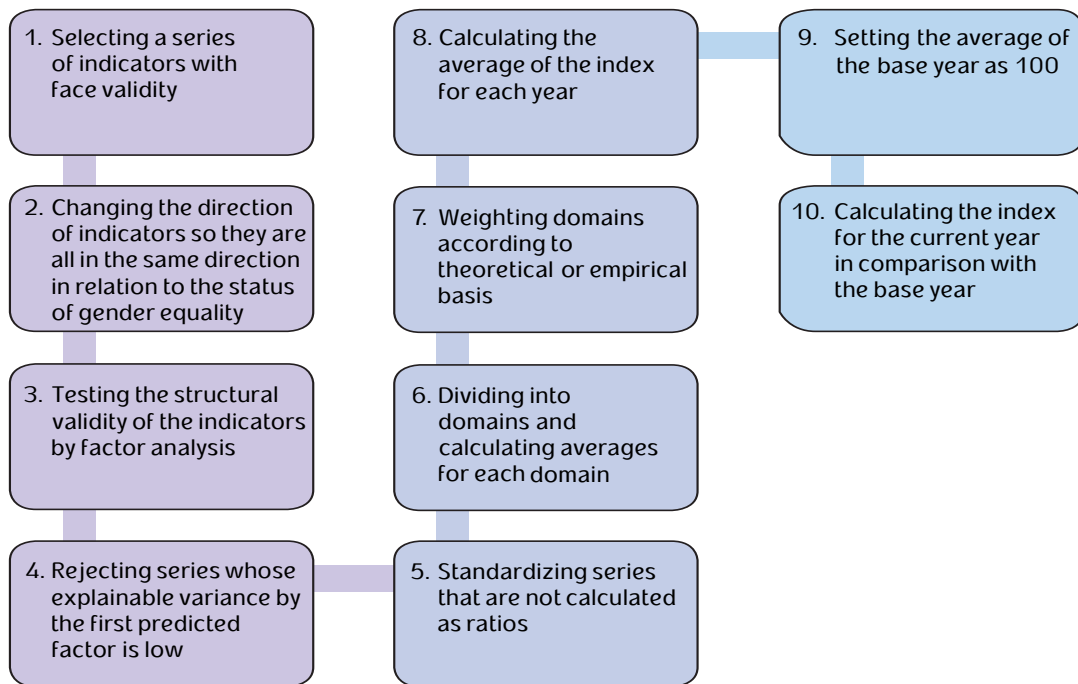 1. Selecting a series
of indicators with
face validity
2. Changing the direction
of indicators so they are
all in the same direction
in relation to the status
of gender equality
3. Testing the structural
validity of the indicators
by factor analysis
4. Rejecting series whose
explainable variance by
the first predicted
factor is low
5. Standardizing series
that are not calculated
as ratios
6. Dividing into
domains and
calculating averages
for each domain
7. Weighting domains
according to
theoretical or empirical
basis
8. Calculating the
average of the index
for each year
9. Setting the average of
the base year as 100
10. Calculating the index
for the current year
in comparison with
the base year